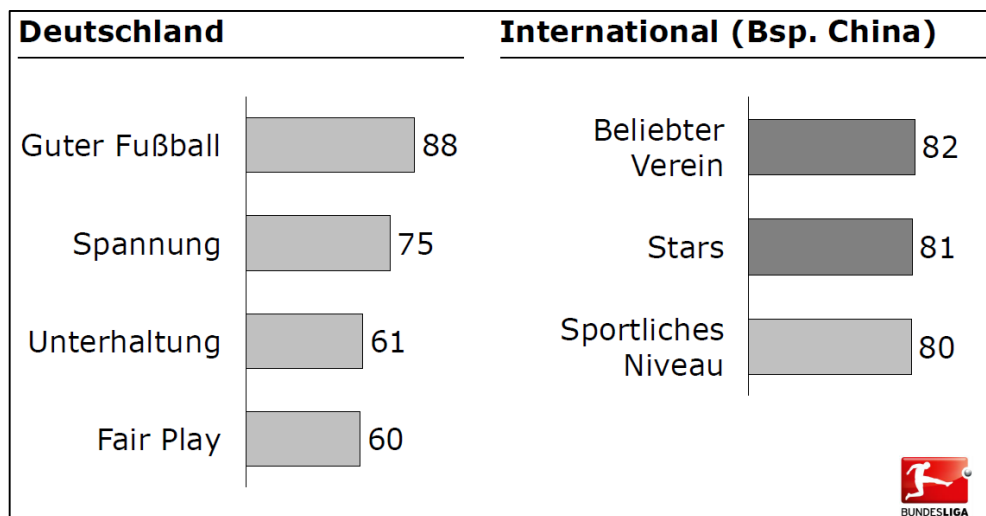 Deutschland
Guter Fußball 88
Spannung 75
Unterhaltung 61
Fair Play 60
International (Bsp. China)
Beliebter
Verein 82
Stars 81
Sportliches
Niveau 80
BUNDESLIGA